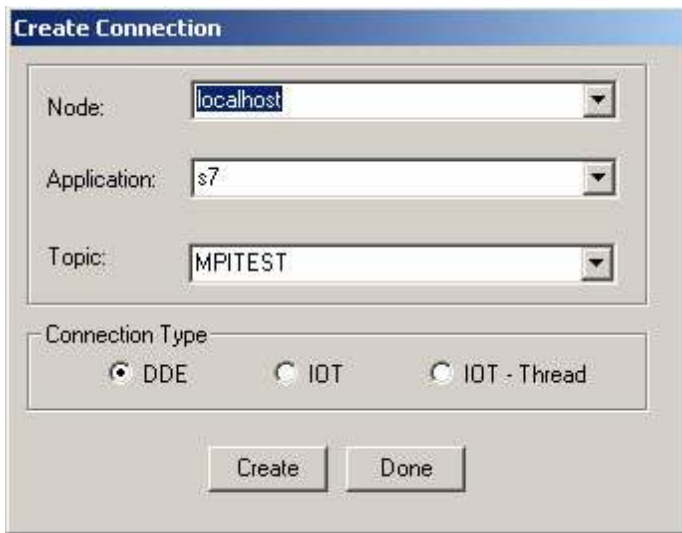 Create Connection
Node: localhost
Application: s7
Topic: MPITEST
Connection Type
DDE IOT IOT - Thread
Create Done